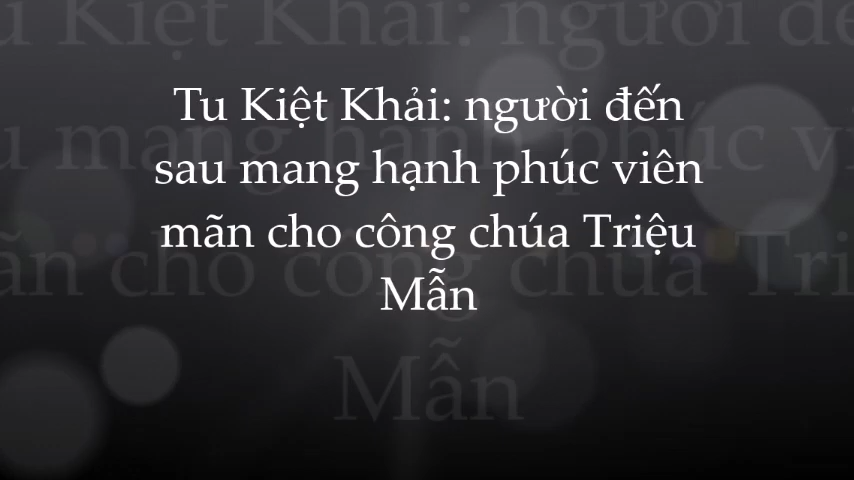 Tu Kiệt Khải: người đến
sau mang hạnh phúc viên
mãn cho công chúa Triệu
Mẫn